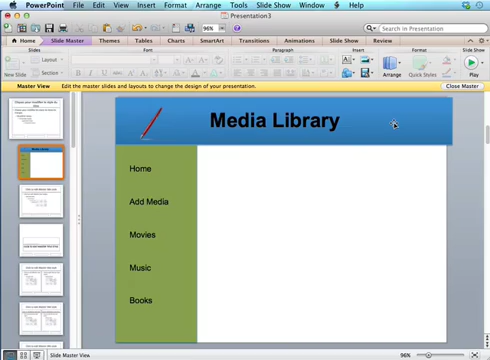 PowerPoint File Edit View Insert Format Arrange Tools Slide Show Window Help
Presentation3
96%
Search in Presentation
Home Slide Master Themes Tables Charts SmartArt Transitions Animations Slide Show Review
Slides Font Paragraph Insert Format Slide Show
New Slide Layout Section Text Arrange Quick Styles Play
Master View Edit the master slides and layouts to change the design of your presentation. Close Master
Media Library
Home
Add Media
Movies
Music
Books
Slide Master View. 96%